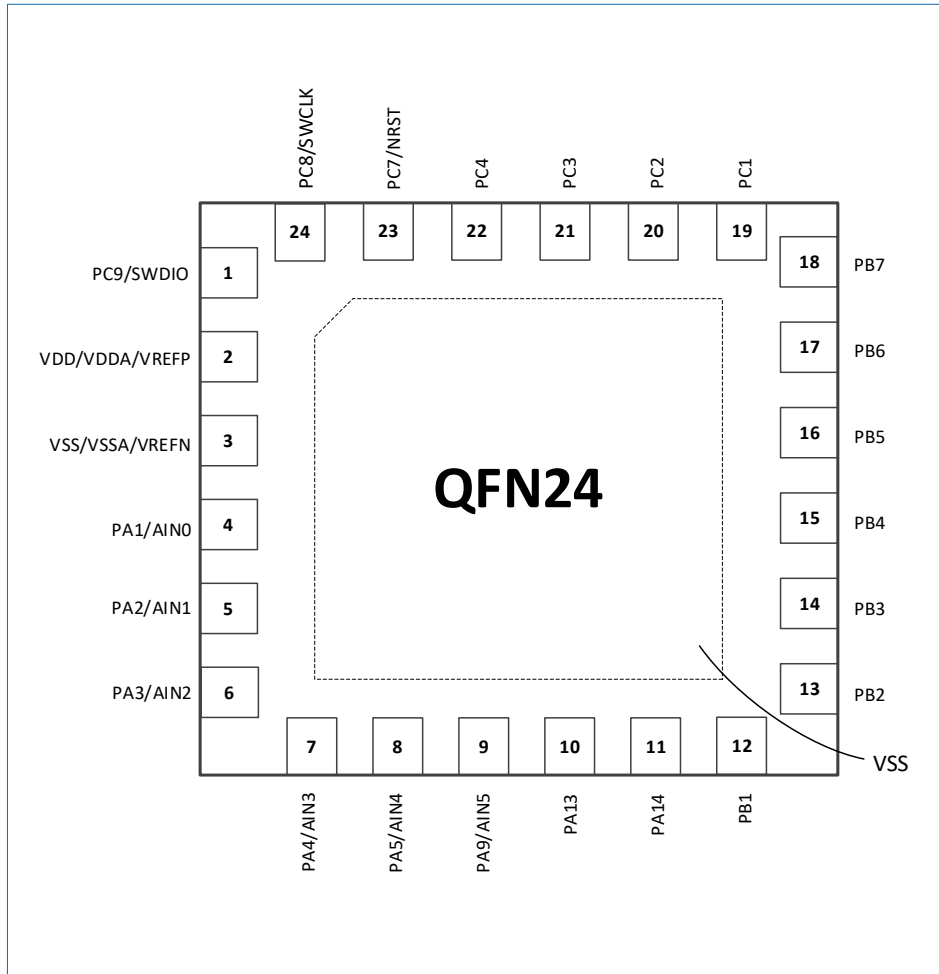 PC8/SWCLK
PC7/NRST
PC4
PC3
PC2
PC1
24
23
22
21
20
19
PC9/SWDIO
1
VDD/VDDA/VREFP
2
VSS/VSSA/VREFN
3
PA1/AIN0
4
PA2/AIN1
5
PA3/AIN2
6
QFN24
18
PB7
17
PB6
16
PB5
15
PB4
14
PB3
13
PB2
VSS
7
8
9
10
11
12
PA4/AIN3
PA5/AIN4
PA9/AIN5
PA13
PA14
PB1